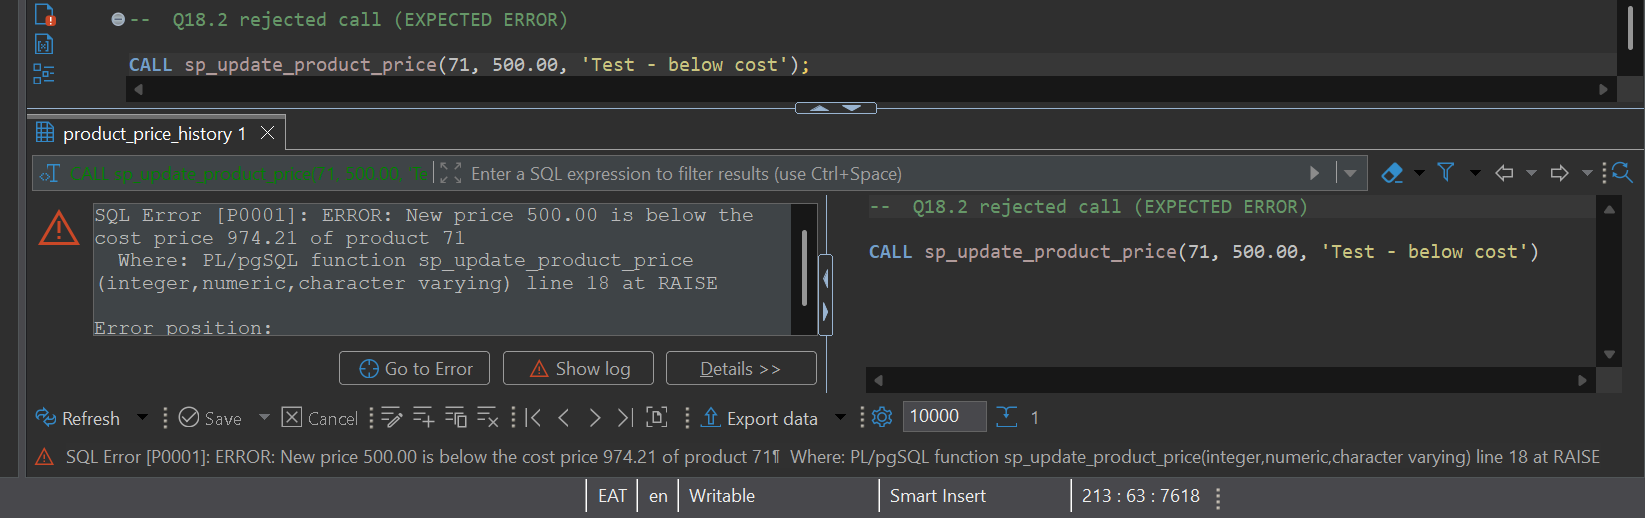 -- Q18.2 rejected call (EXPECTED ERROR)
CALL sp_update_product_price(71, 500.00, 'Test - below cost');
product_price_history 1
CALL sp_update_product_price(71, 500.00, 'Te
Enter a SQL expression to filter results (use Ctrl+Space)
SQL Error [P0001]: ERROR: New price 500.00 is below the
cost price 974.21 of product 71
Where: PL/pgSQL function sp_update_product_price
(integer,numeric,character varying) line 18 at RAISE
Error position:
-- Q18.2 rejected call (EXPECTED ERROR)
CALL sp_update_product_price(71, 500.00, 'Test - below cost')
Go to Error Show log Details >>
Refresh Save Cancel Export data 10000 1
SQL Error [P0001]: ERROR: New price 500.00 is below the cost price 974.21 of product 71¶ Where: PL/pgSQL function sp_update_product_price(integer,numeric,character varying) line 18 at RAISE
EAT en Writable Smart Insert 213 : 63 : 7618